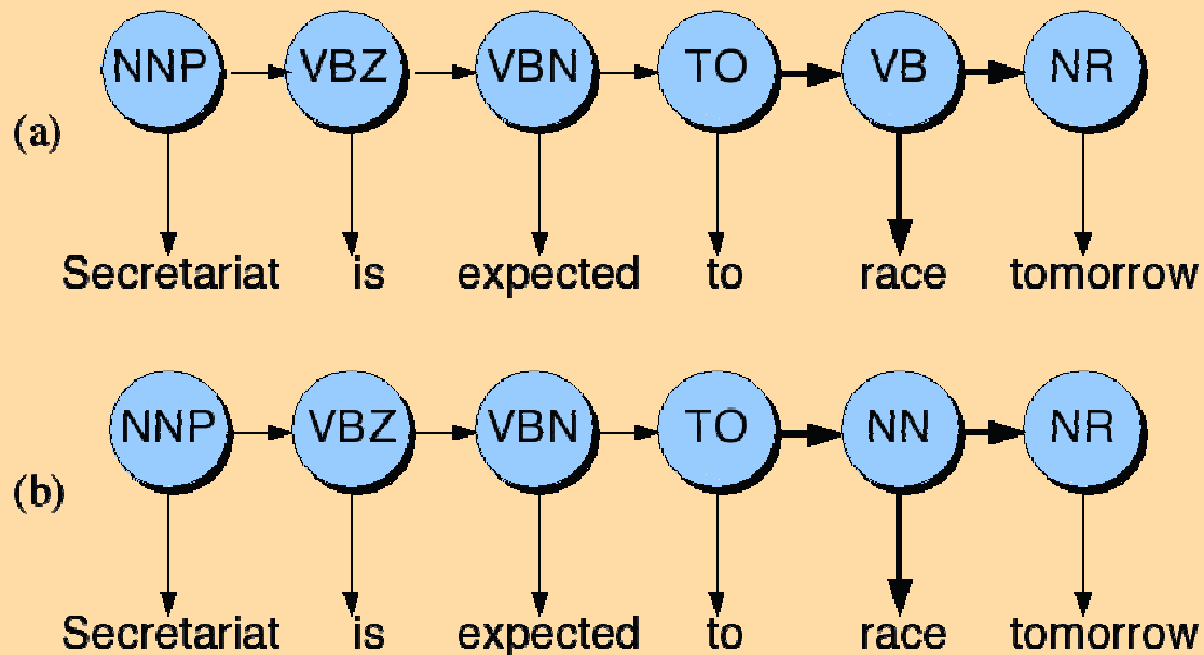 NNP VBZ VBN TO VB NR
(a)
Secretariat is expected to race tomorrow
NNP VBZ VBN TO NN NR
(b)
Secretariat is expected to race tomorrow